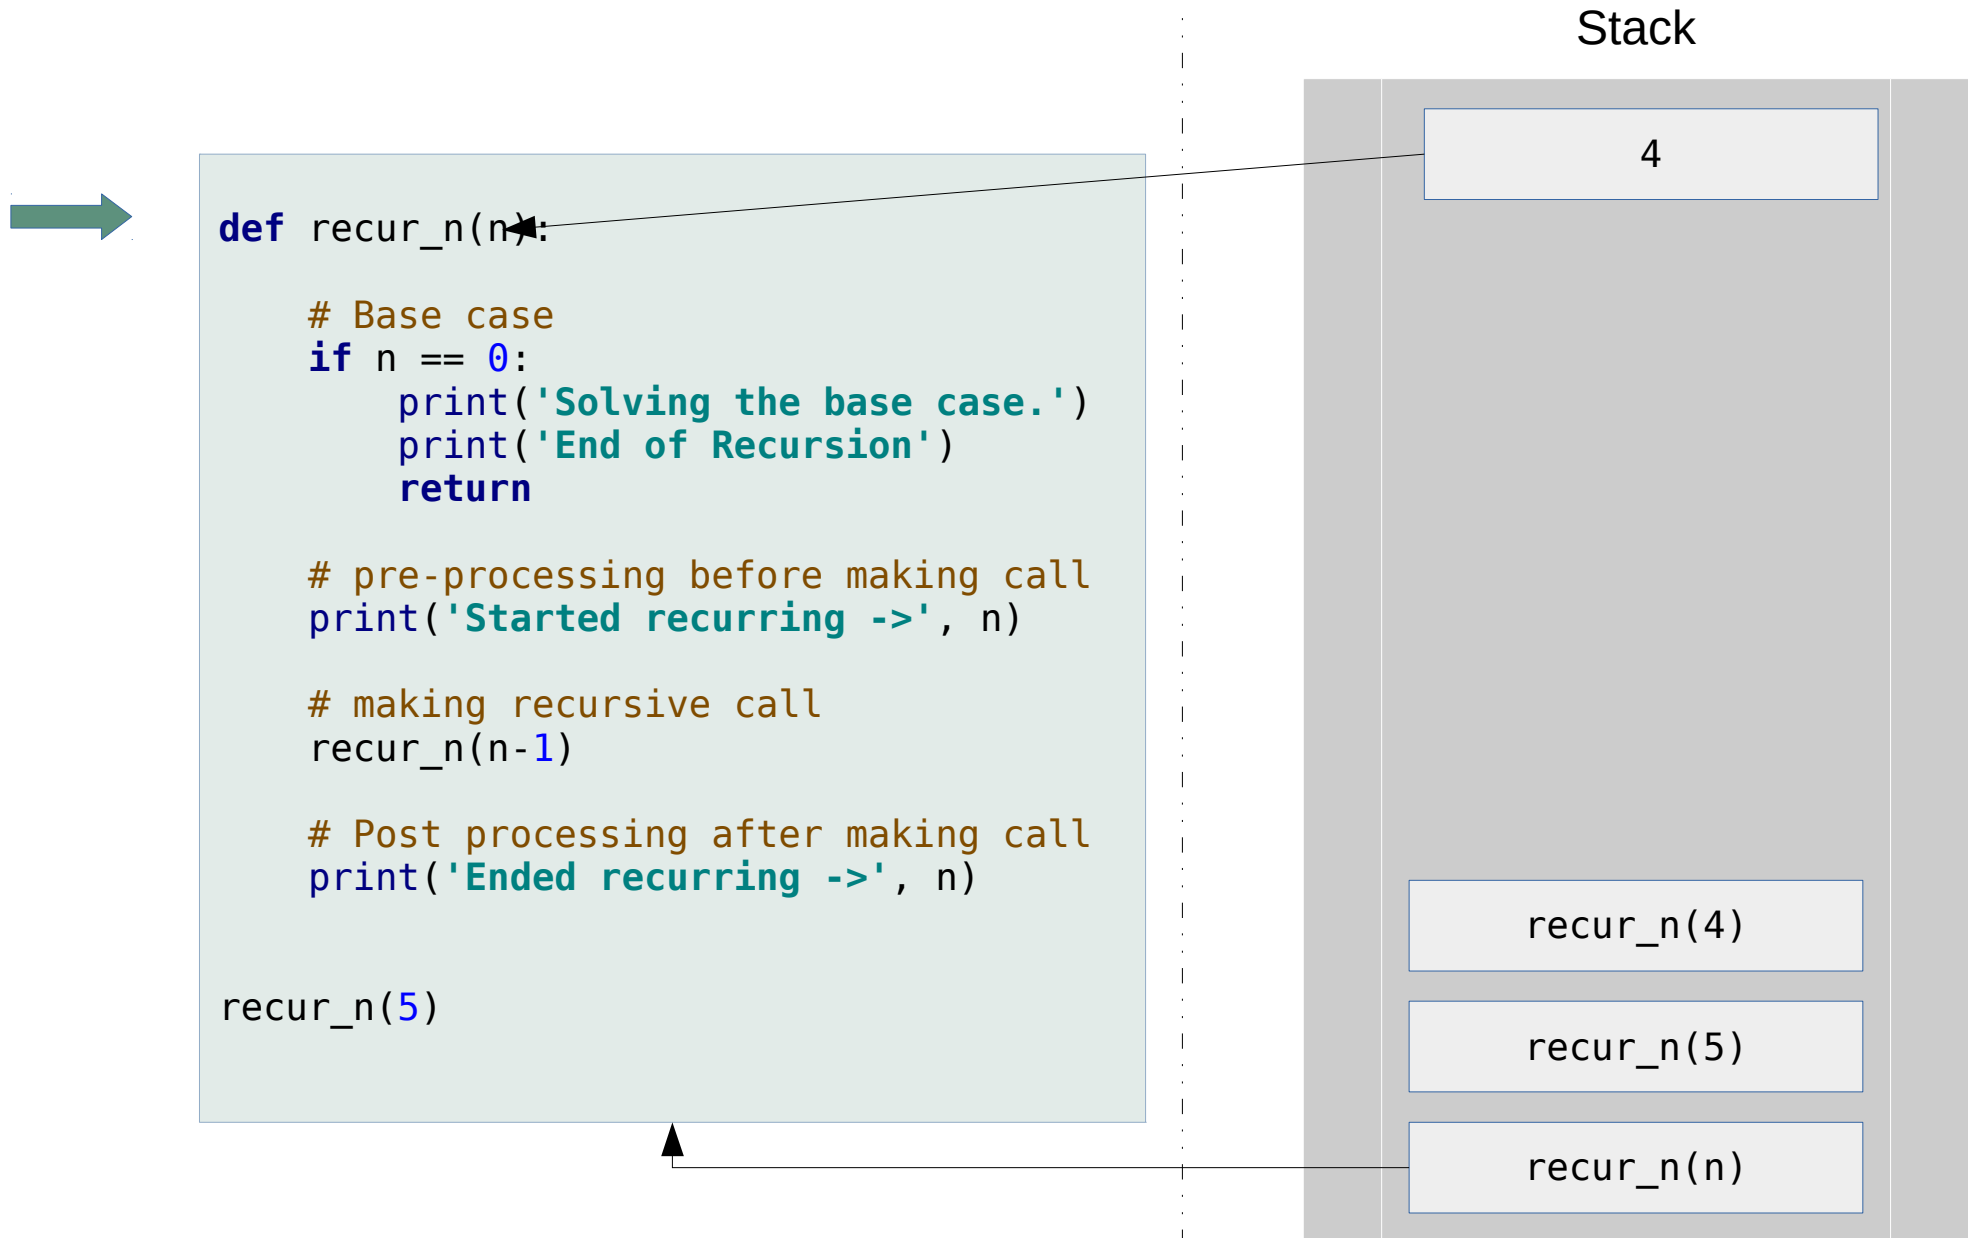 Stack
4
def recur_n(n):
# Base case
if n == 0:
print('Solving the base case.')
print('End of Recursion')
return
# pre-processing before making call
print('Started recurring ->', n)
# making recursive call
recur_n(n-1)
# Post processing after making call
print('Ended recurring ->', n)
recur_n(5)
recur_n(4)
recur_n(5)
recur_n(n)